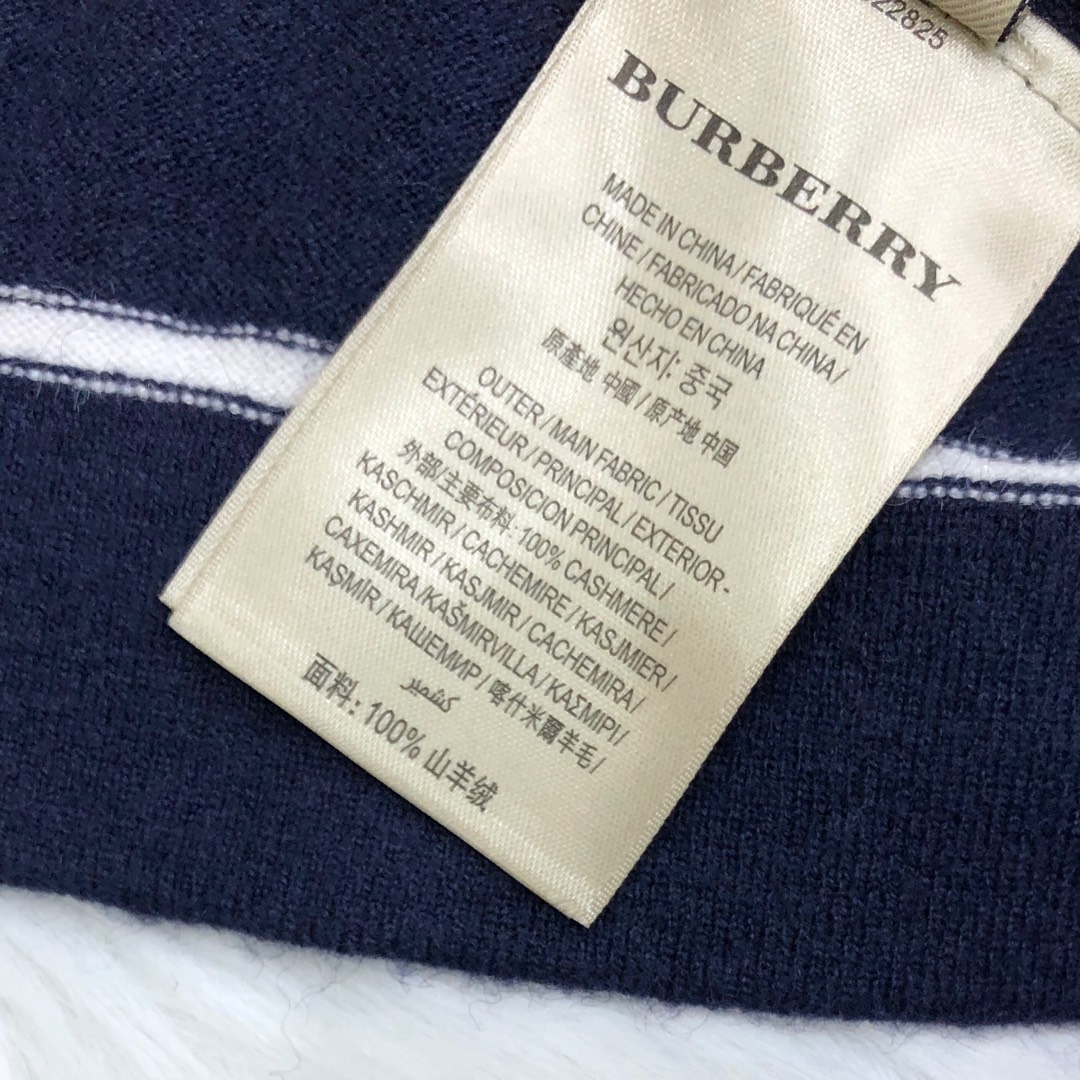 22825
BURBERRY
MADE IN CHINA / FABRIQUÉ EN
CHINE / FABRICADO NA CHINA /
HECHO EN CHINA
원산지: 중국
原產地 中國 / 原产地 中国
OUTER / MAIN FABRIC / TISSU
EXTÉRIEUR / PRINCIPAL / EXTERIOR-
COMPOSICION PRINCIPAL /
外部/主要布料: 100% CASHMERE /
KASCHMIR / CACHEMIRE / KASJMIER /
KASHMIR / KASJMIR / CACHEMIRA /
CAXEMIRA/KAŠMIRVILLA/ΚΑΣΜΙΡΙ/
KASMĪR / КАШЕМИР / 喀什米爾羊毛 /
كشمير
面料: 100% 山羊绒